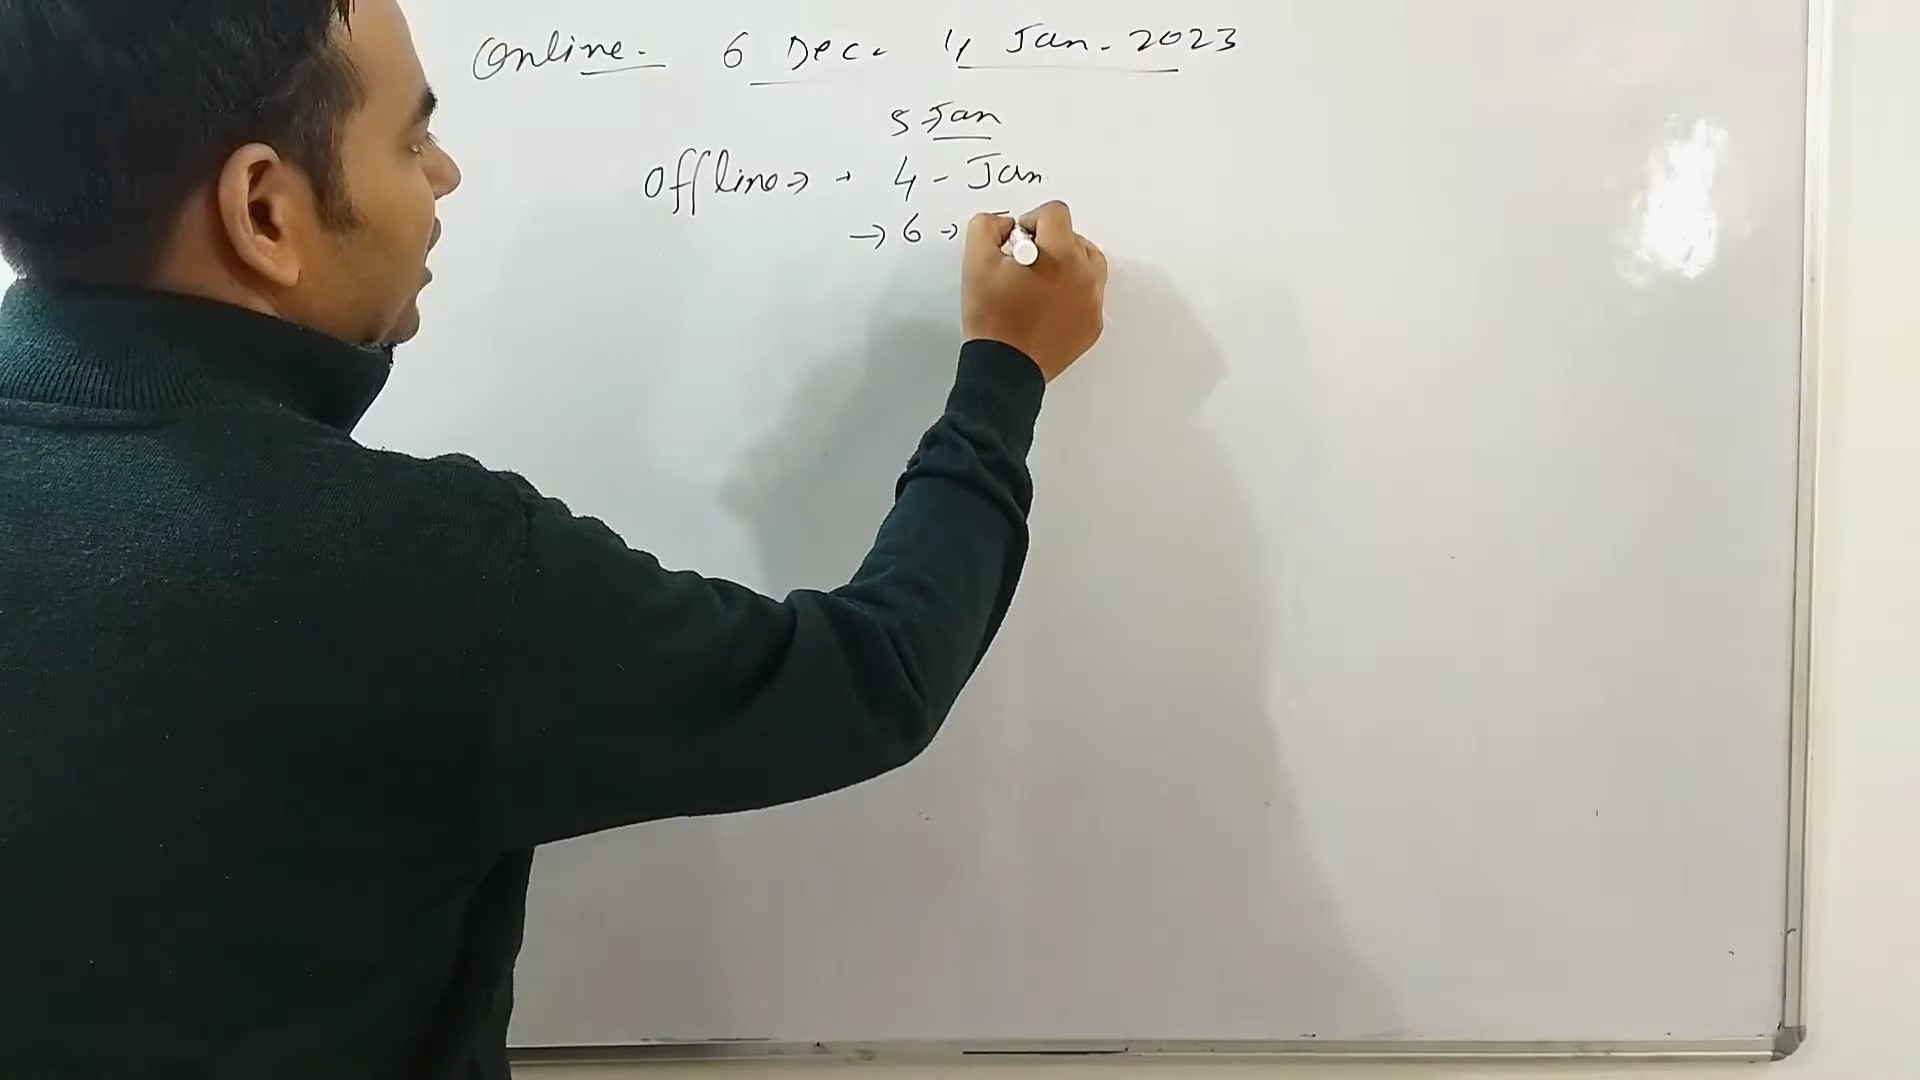 Online. 6 Dec. 4 Jan. 2023
5 Jan
Offline → 4 - Jan
→ 6 →